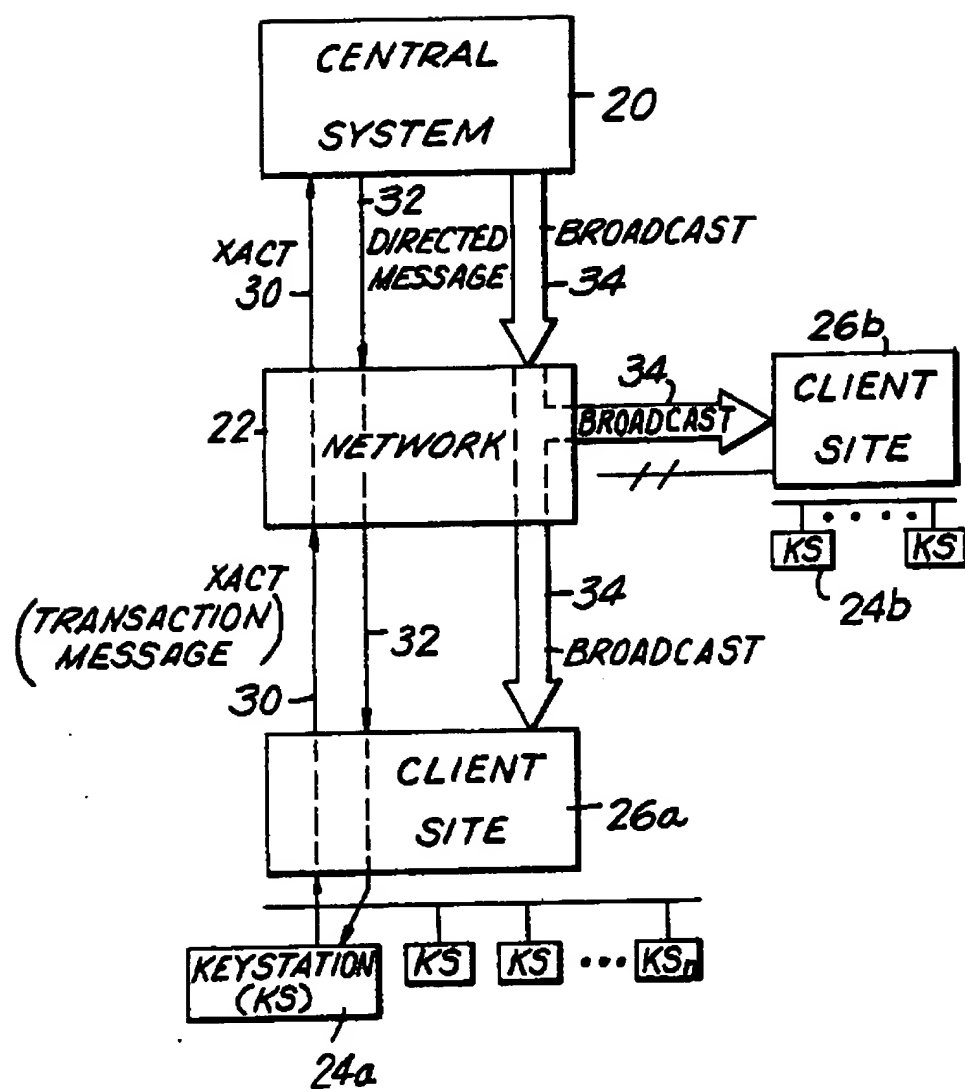 CENTRAL
SYSTEM
20
32
DIRECTED
MESSAGE
BROADCAST
34
XACT
30
26b
CLIENT
SITE
34
BROADCAST
22
NETWORK
KS
KS
24b
XACT
(TRANSACTION
MESSAGE)
30
32
34
BROADCAST
CLIENT
SITE
26a
KEYSTATION
(KS)
KS
KS
KSn
24a